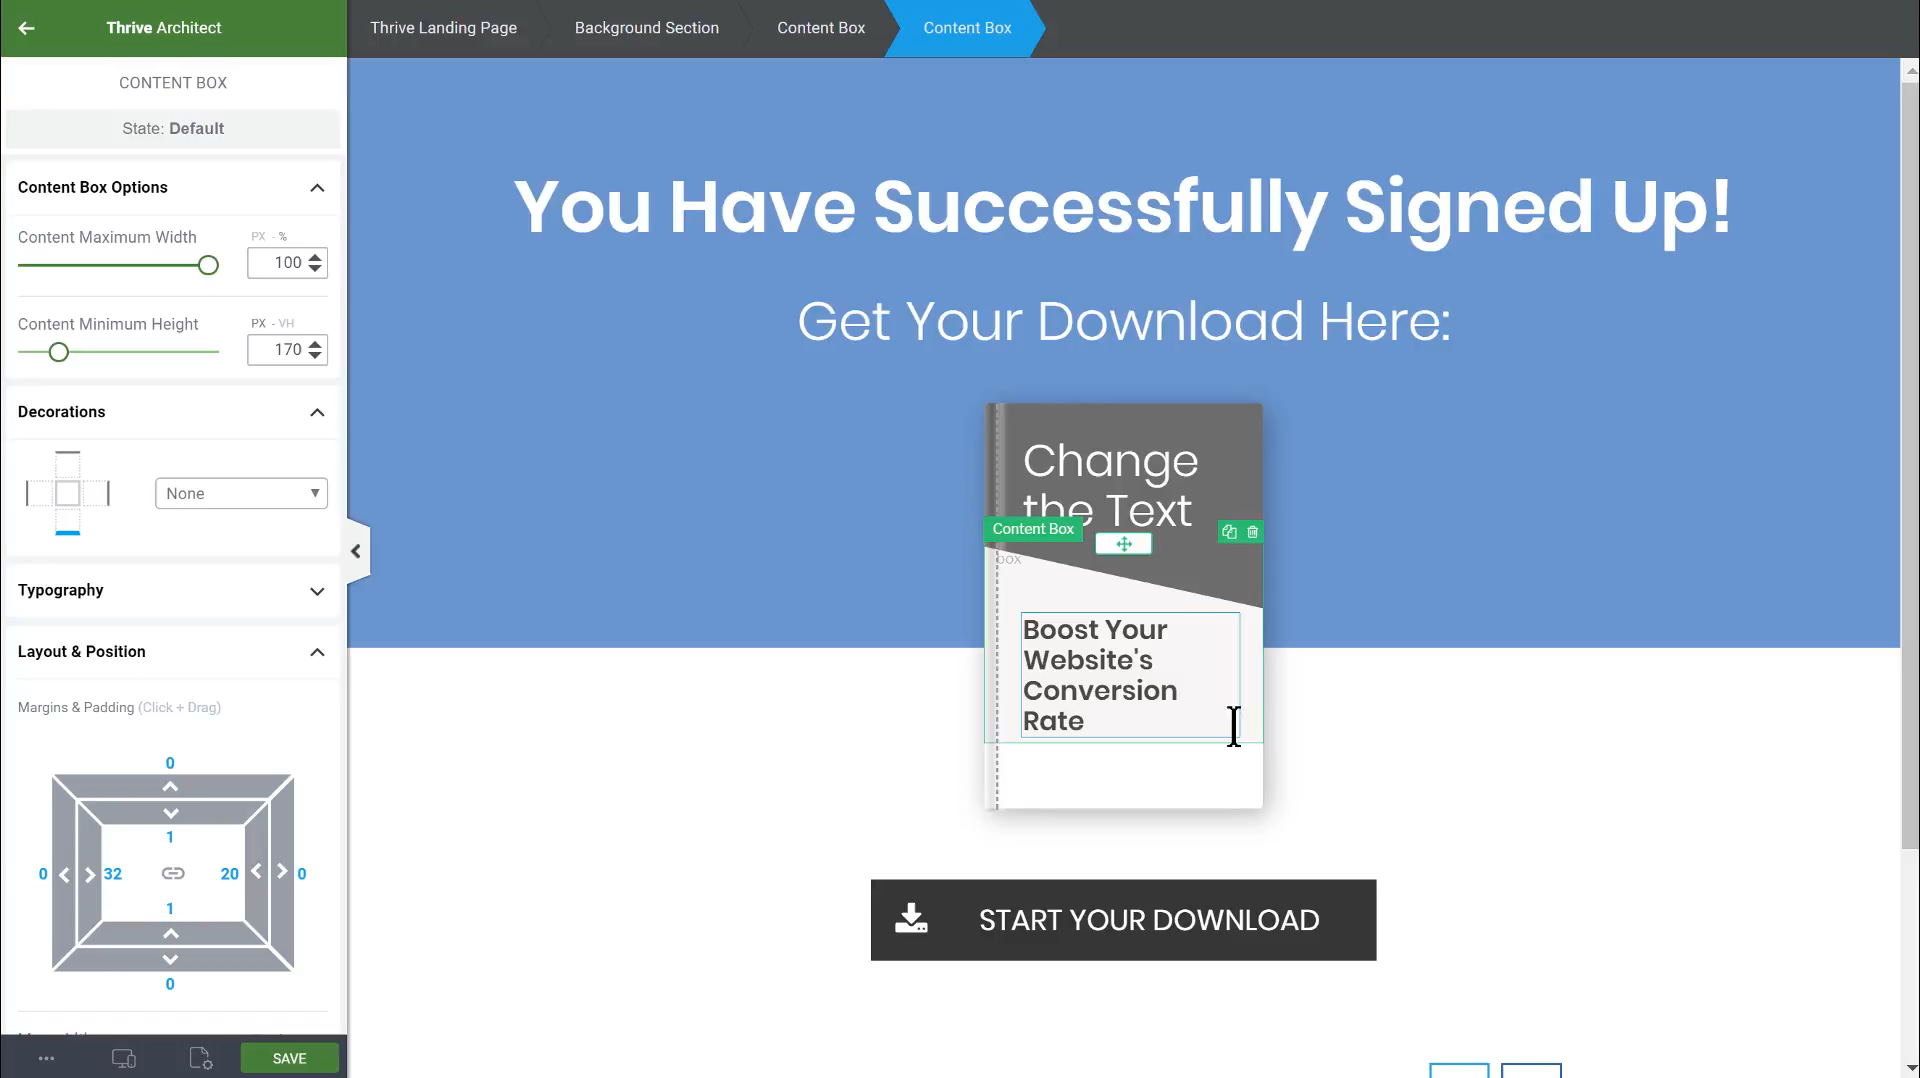 Thrive Architect
Thrive Landing Page
Background Section
Content Box
Content Box
CONTENT BOX
State: Default
Content Box Options
Content Maximum Width
PX - %
100
Content Minimum Height
PX - VH
170
Decorations
None
Typography
Layout & Position
Margins & Padding (Click + Drag)
0
1
0
32
20
0
1
0
SAVE
You Have Successfully Signed Up!
Get Your Download Here:
Change
the Text
Content Box
box
Boost Your
Website's
Conversion
Rate
START YOUR DOWNLOAD